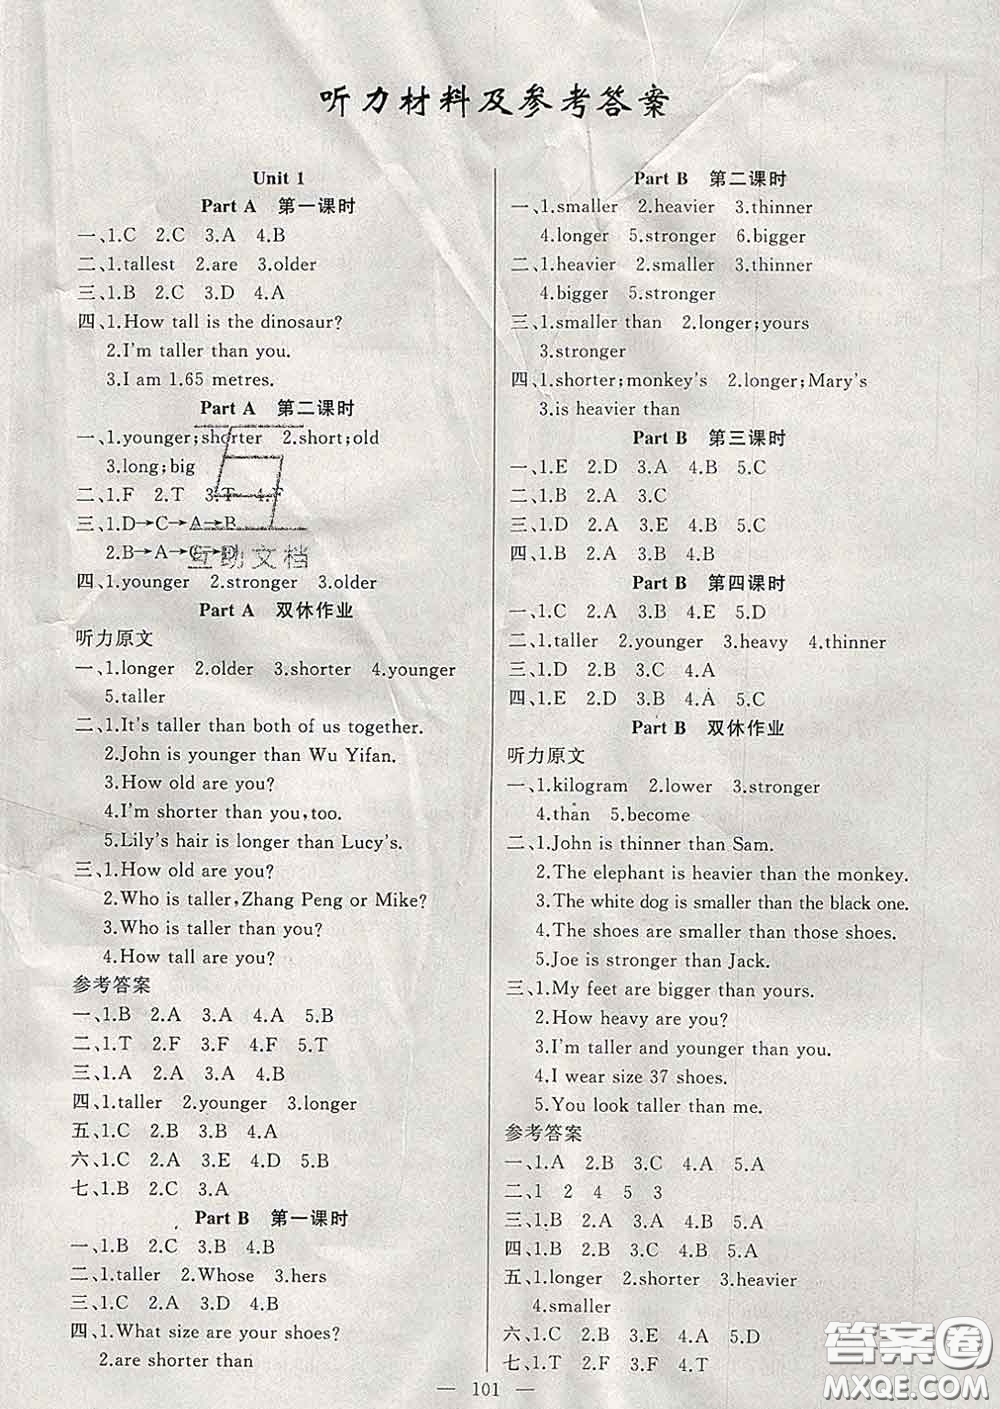 听力材料及参考答案
Unit 1
Part A 第一课时
一、1.C 2.C 3.A 4.B
二、1.tallest 2.are 3.older
三、1.B 2.C 3.D 4.A
四、1.How tall is the dinosaur?
2.I'm taller than you.
3.I am 1.65 metres.
Part A 第二课时
一、1.younger;shorter 2.short;old
3.long;big
二、1.F 2.T 3.T 4.F
三、1.D→C→A→B
2.B→A→C→D
四、1.younger 2.stronger 3.older
Part A 双休作业
听力原文
一、1.longer 2.older 3.shorter 4.younger
5.taller
二、1.It's taller than both of us together.
2.John is younger than Wu Yifan.
3.How old are you?
4.I'm shorter than you,too.
5.Lily's hair is longer than Lucy's.
三、1.How old are you?
2.Who is taller,Zhang Peng or Mike?
3.Who is taller than you?
4.How tall are you?
参考答案
一、1.B 2.A 3.A 4.A 5.B
二、1.T 2.F 3.F 4.F 5.T
三、1.A 2.A 3.A 4.B
四、1.taller 2.younger 3.longer
五、1.C 2.B 3.B 4.A
六、1.C 2.A 3.E 4.D 5.B
七、1.B 2.C 3.A
Part B 第一课时
一、1.B 2.C 3.B 4.B
二、1.taller 2.Whose 3.hers
三、1.C 2.A 3.D 4.B
四、1.What size are your shoes?
2.are shorter than
Part B 第二课时
一、1.smaller 2.heavier 3.thinner
4.longer 5.stronger 6.bigger
二、1.heavier 2.smaller 3.thinner
4.bigger 5.stronger
三、1.smaller than 2.longer;yours
3.stronger
四、1.shorter;monkey's 2.longer;Mary's
3.is heavier than
Part B 第三课时
一、1.E 2.D 3.A 4.B 5.C
二、1.B 2.A 3.C
三、1.D 2.A 3.E 4.B 5.C
四、1.B 2.A 3.B 4.B
Part B 第四课时
一、1.C 2.A 3.B 4.E 5.D
二、1.taller 2.younger 3.heavy 4.thinner
三、1.D 2.B 3.C 4.A
四、1.E 2.D 3.B 4.A 5.C
Part B 双休作业
听力原文
一、1.kilogram 2.lower 3.stronger
4.than 5.become
二、1.John is thinner than Sam.
2.The elephant is heavier than the monkey.
3.The white dog is smaller than the black one.
4.The shoes are smaller than those shoes.
5.Joe is stronger than Jack.
三、1.My feet are bigger than yours.
2.How heavy are you?
3.I'm taller and younger than you.
4.I wear size 37 shoes.
5.You look taller than me.
参考答案
一、1.A 2.B 3.C 4.A 5.A
二、1 2 4 5 3
三、1.B 2.A 3.A 4.B 5.A
四、1.B 2.C 3.A 4.A 5.C
五、1.longer 2.shorter 3.heavier
4.smaller
六、1.C 2.B 3.E 4.A 5.D
七、1.T 2.F 3.F 4.T
— 101 —
互助文档
答案圈
MXQE.COM